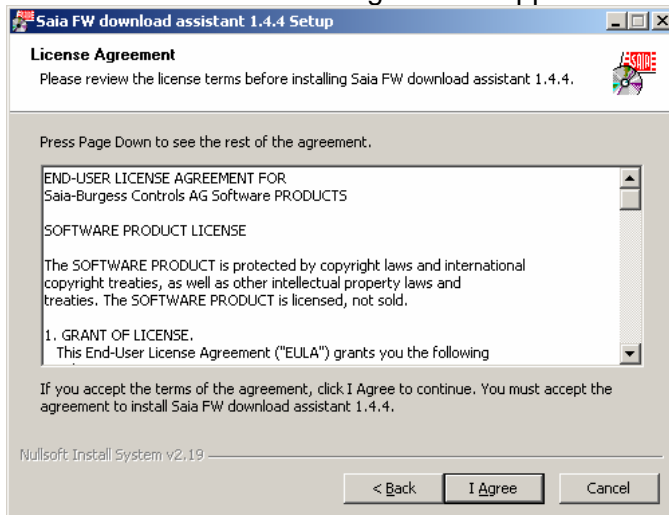 Saia FW download assistant 1.4.4 Setup
License Agreement
Please review the license terms before installing Saia FW download assistant 1.4.4.
SAIA
Press Page Down to see the rest of the agreement.
END-USER LICENSE AGREEMENT FOR
Saia-Burgess Controls AG Software PRODUCTS
SOFTWARE PRODUCT LICENSE
The SOFTWARE PRODUCT is protected by copyright laws and international
copyright treaties, as well as other intellectual property laws and
treaties. The SOFTWARE PRODUCT is licensed, not sold.
1. GRANT OF LICENSE.
This End-User License Agreement ("EULA") grants you the following
If you accept the terms of the agreement, click I Agree to continue. You must accept the
agreement to install Saia FW download assistant 1.4.4.
Nullsoft Install System v2.19
< Back I Agree Cancel